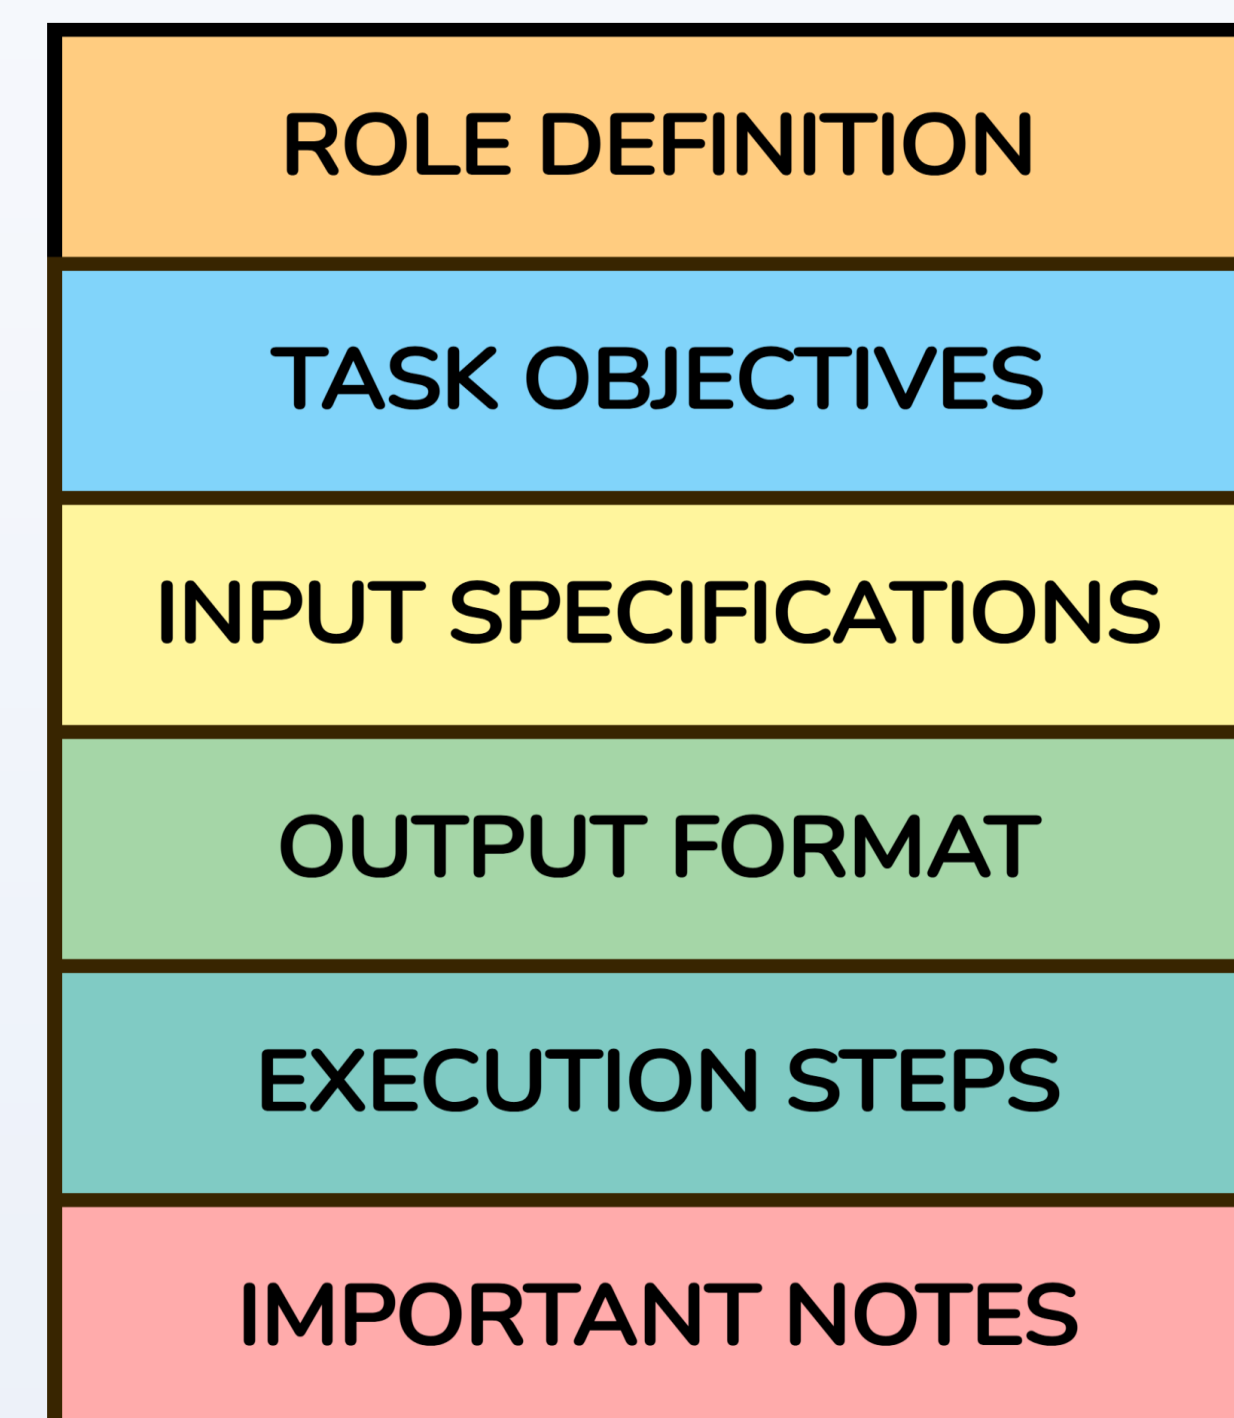 ROLE DEFINITION
TASK OBJECTIVES
INPUT SPECIFICATIONS
OUTPUT FORMAT
EXECUTION STEPS
IMPORTANT NOTES